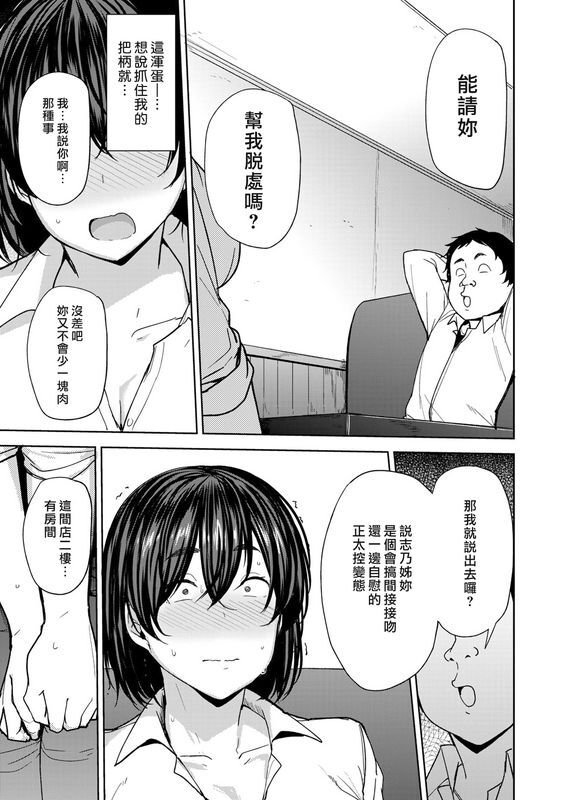 能請妳
幫我脫處嗎？
這渾蛋—…
想說抓住我的
把柄就…
我…我說你啊…
那種事
沒差吧
妳又不會少一塊肉
那我就說出去囉？
說志乃姊妳
是個會搞間接接吻
還一邊自慰的
正太控變態
這間店二樓…
有房間